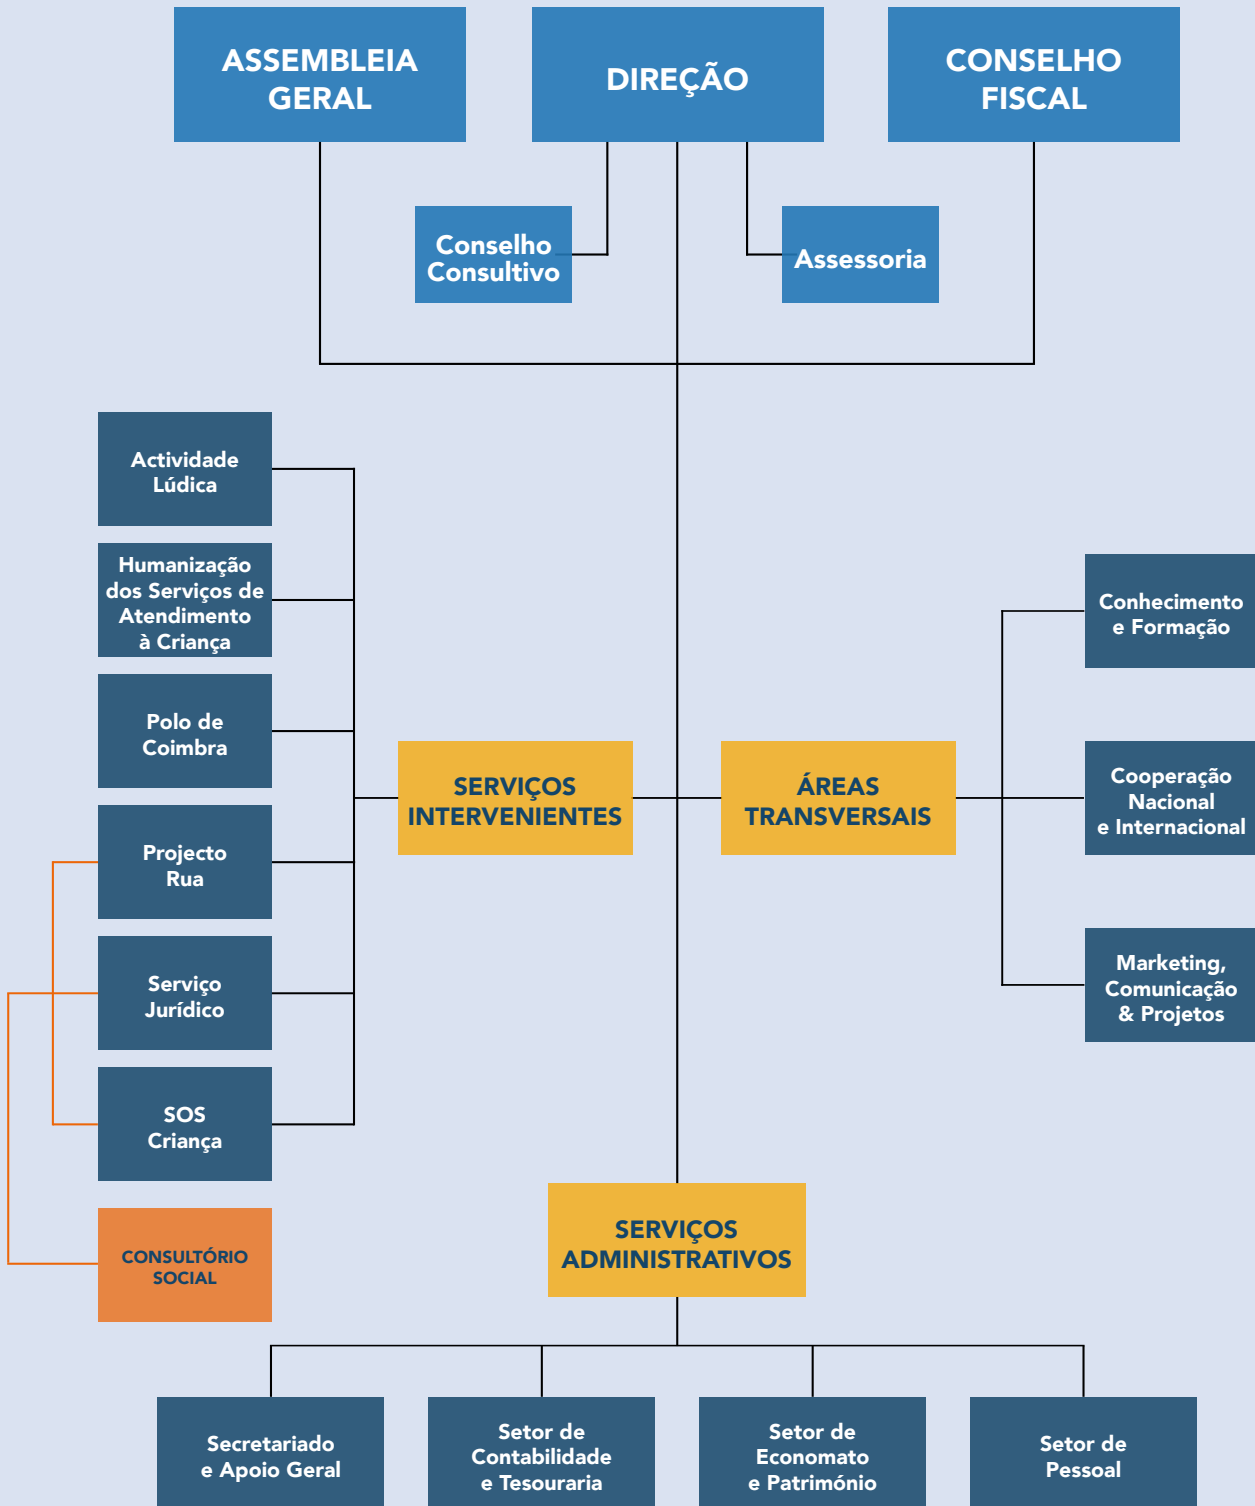 ASSEMBLEIA
GERAL
DIREÇÃO
CONSELHO
FISCAL
Conselho
Consultivo
Assessoria
Actividade
Lúdica
Humanização
dos Serviços de
Atendimento
à Criança
Polo de
Coimbra
Projecto
Rua
Serviço
Jurídico
SOS
Criança
CONSULTÓRIO
SOCIAL
SERVIÇOS
INTERVENIENTES
ÁREAS
TRANSVERSAIS
Conhecimento
e Formação
Cooperação
Nacional
e Internacional
Marketing,
Comunicação
& Projetos
SERVIÇOS
ADMINISTRATIVOS
Secretariado
e Apoio Geral
Setor de
Contabilidade
e Tesouraria
Setor de
Economato
e Património
Setor de
Pessoal